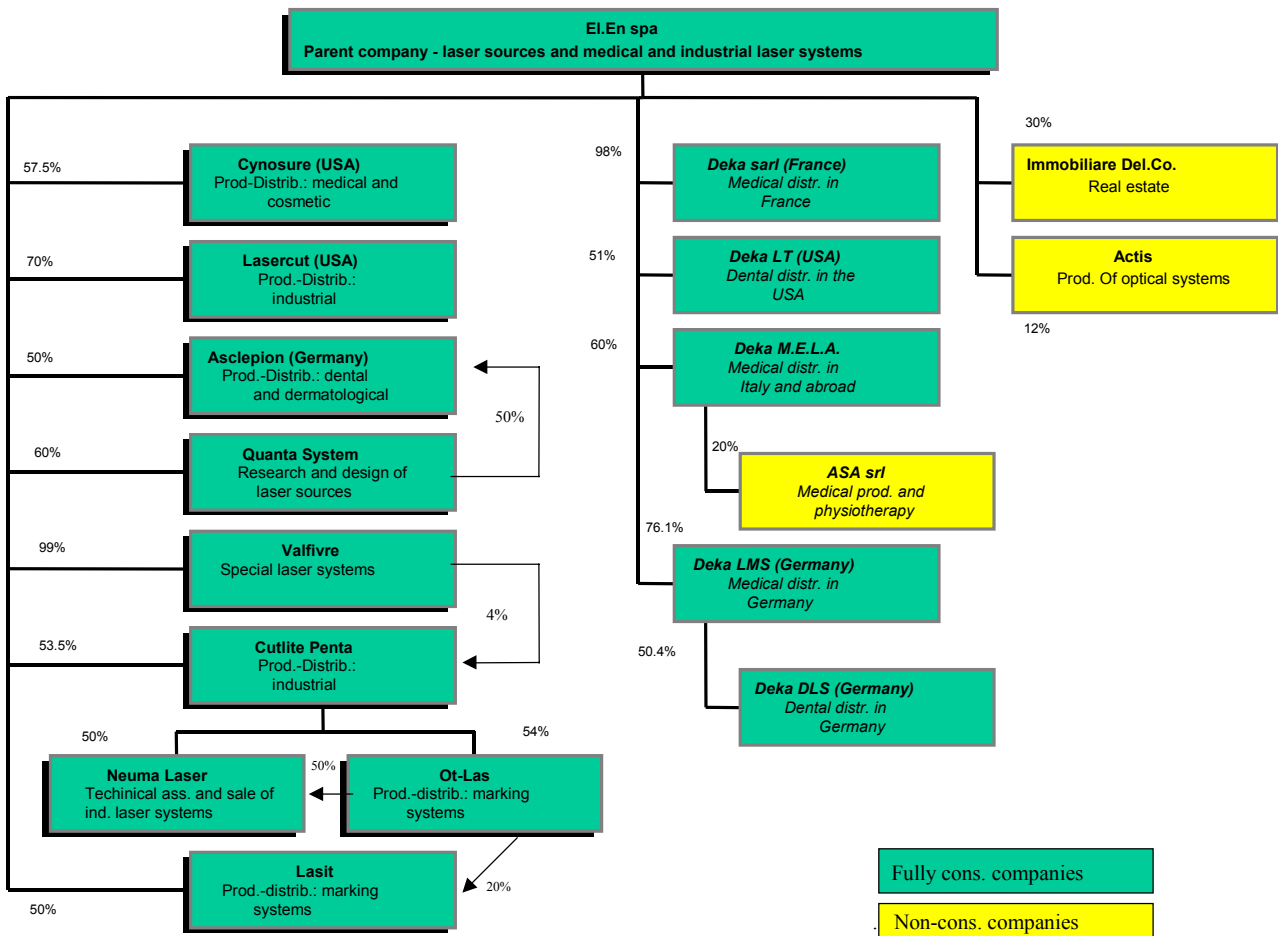 El.En spa
Parent company - laser sources and medical and industrial laser systems
57.5%
Cynosure (USA)
Prod-Distrib.: medical and
cosmetic
70%
Lasercut (USA)
Prod.-Distrib.:
industrial
50%
Asclepion (Germany)
Prod.-Distrib.: dental
and dermatological
50%
60%
Quanta System
Research and design of
laser sources
99%
Valfivre
Special laser systems
4%
53.5%
Cutlite Penta
Prod.-Distrib.:
industrial
50%
Neuma Laser
Techinical ass. and sale of
ind. laser systems
50%
54%
Ot-Las
Prod.-distrib.: marking
systems
20%
Lasit
Prod.-distrib.: marking
systems
50%
98%
Deka sarl (France)
Medical distr. in
France
51%
Deka LT (USA)
Dental distr. in the
USA
60%
Deka M.E.L.A.
Medical distr. in
Italy and abroad
20%
ASA srl
Medical prod. and
physiotherapy
76.1%
Deka LMS (Germany)
Medical distr. in
Germany
50.4%
Deka DLS (Germany)
Dental distr. in
Germany
30%
Immobiliare Del.Co.
Real estate
Actis
Prod. Of optical systems
12%
Fully cons. companies
. Non-cons. companies